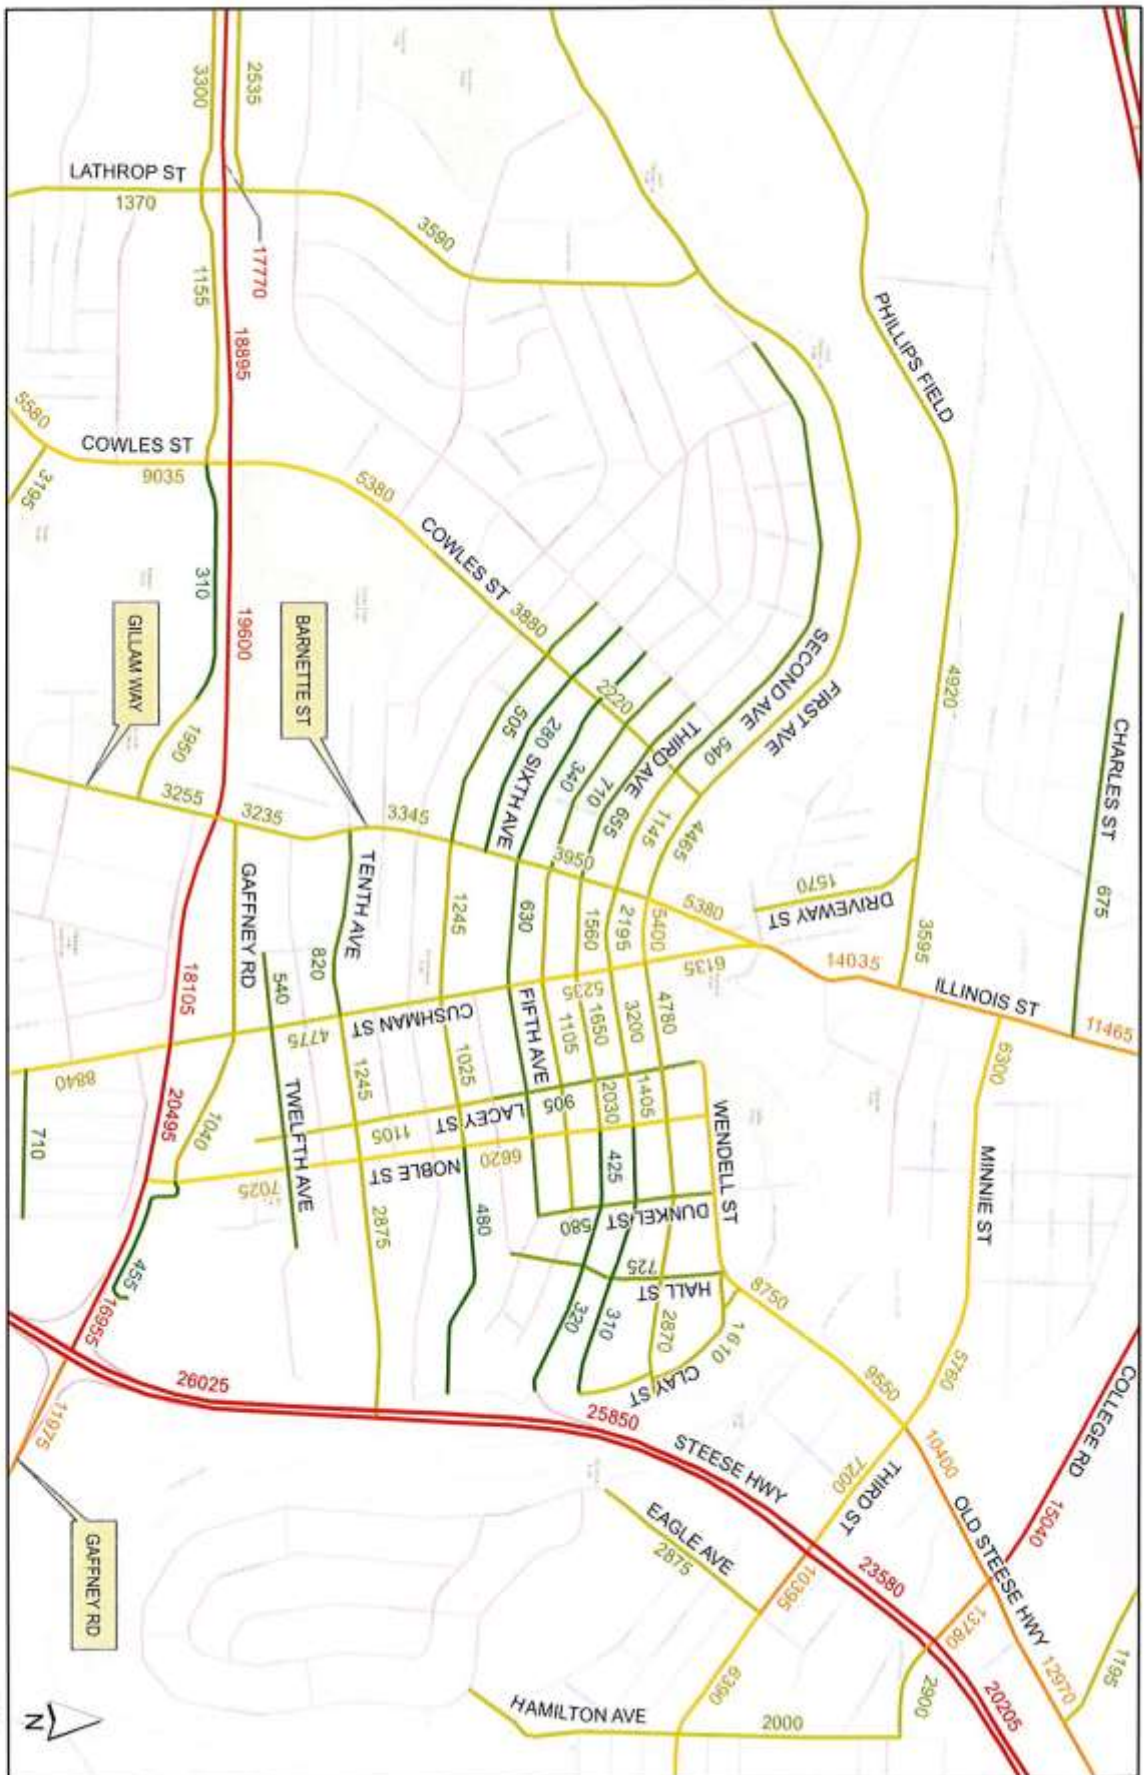 3300
2535
LATHROP ST
1370
3590
17770
1155
18895
PHILLIPS FIELD
5580
COWLES ST
9035
3195
5380
COWLES ST
3880
2220
310
19600
GILLAM WAY
BARNETTE ST
505
280 SIXTH AVE
340
710
THIRD AVE
655
540
SECOND AVE
FIRST AVE
1145
4465
4920
CHARLES ST
675
1950
3255
3235
3345
3950
5380
1570
DRIVEWAY ST
3595
14035
ILLINOIS ST
11465
GAFFNEY RD
TENTH AVE
820
540
1245
630
1560
2195
5400
6135
18105
4775
CUSHMAN ST
FIFTH AVE
5235
1105
1650
3200
4780
6300
MINNIE ST
8840
710
20495
1040
1245
1025
TWELFTH AVE
1105
LACEY ST
905
2030
1405
WENDELL ST
7025
NOBLE ST
6620
425
2875
480
580
DUNKEL ST
725
HALL ST
8750
455
16955
320
310
2870
1610
CLAY ST
5760
9550
26025
25850
STEESE HWY
11975
GAFFNEY RD
7200
THIRD ST
10400
OLD STEESE HWY
COLLEGE RD
15040
EAGLE AVE
2875
10395
23580
13780
12970
1195
6390
HAMILTON AVE
2000
2900
20205
N